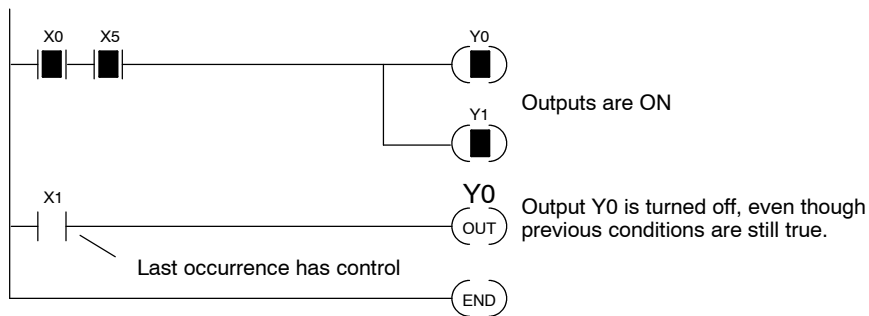 X0 X5 Y0
Y1
Outputs are ON
X1 Y0
OUT
Output Y0 is turned off, even though
previous conditions are still true.
Last occurrence has control
END